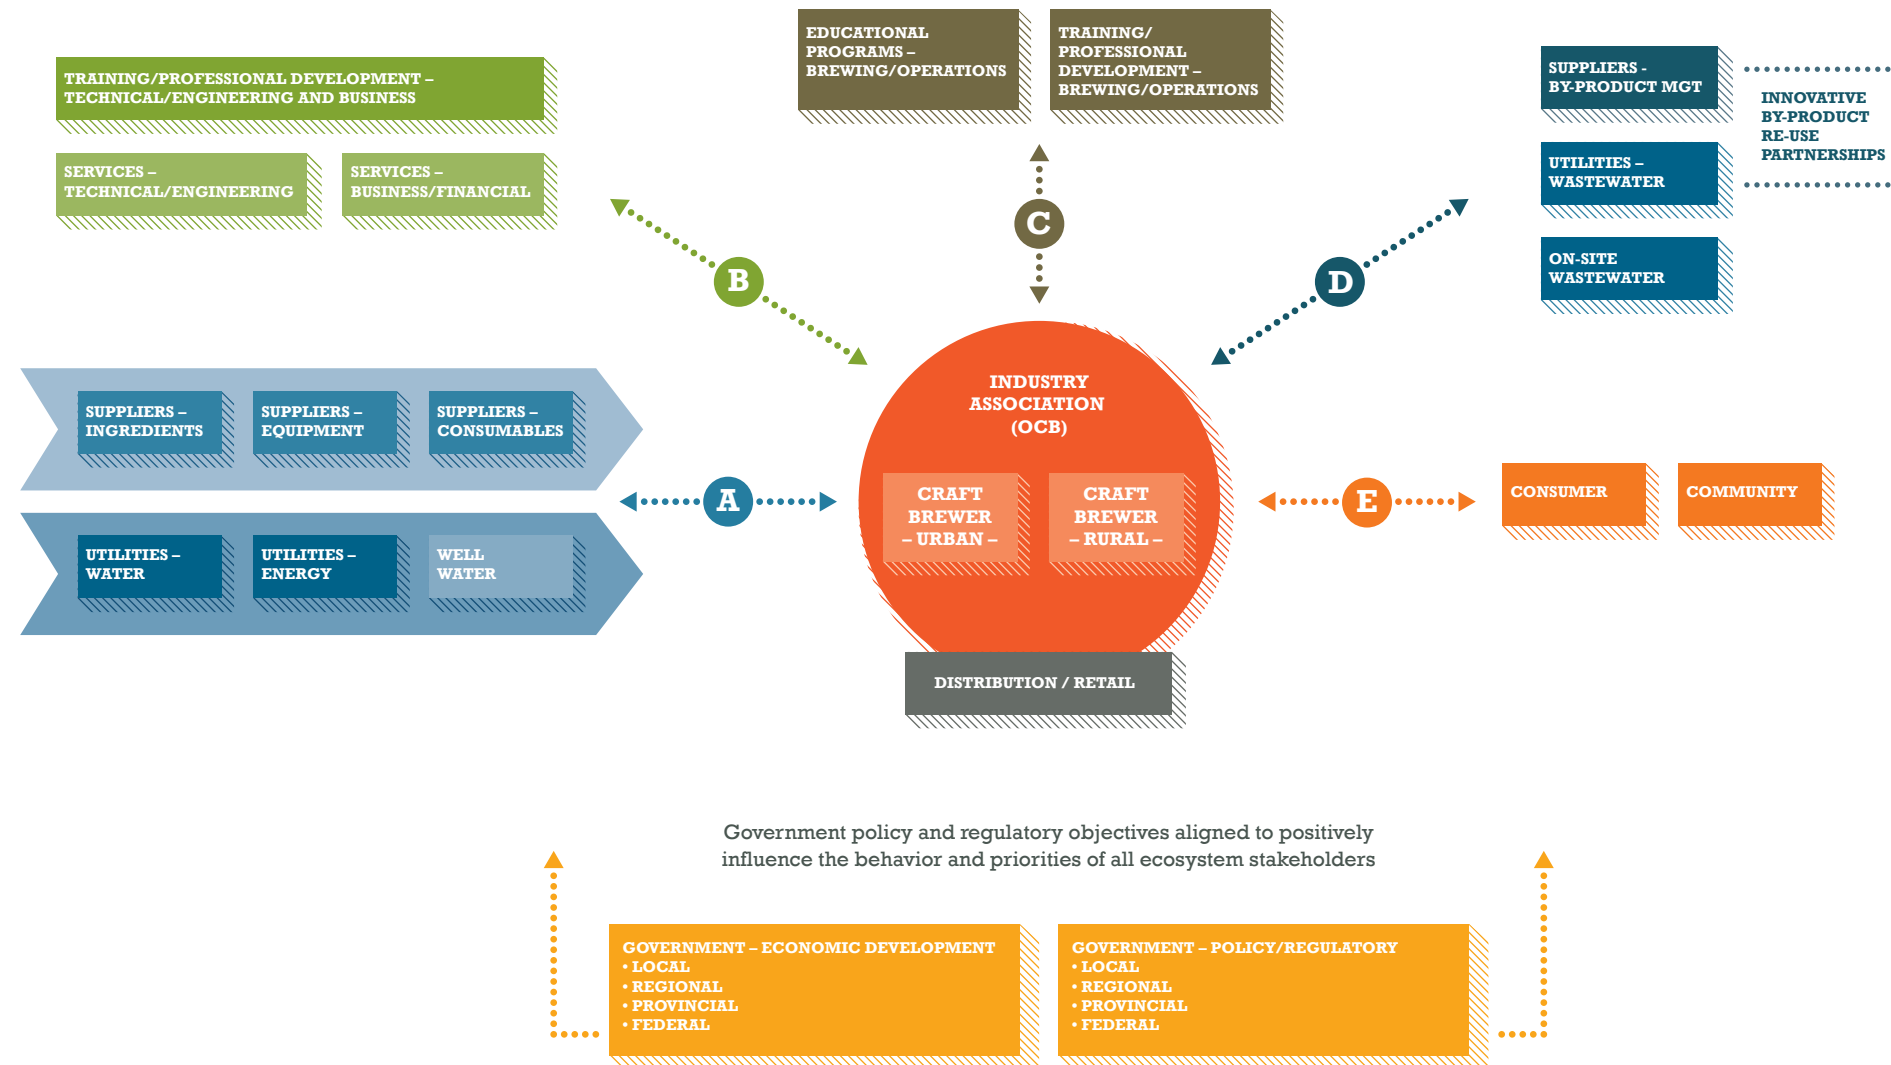 TRAINING/PROFESSIONAL DEVELOPMENT –
TECHNICAL/ENGINEERING AND BUSINESS
SERVICES –
TECHNICAL/ENGINEERING
SERVICES –
BUSINESS/FINANCIAL
EDUCATIONAL
PROGRAMS –
BREWING/OPERATIONS
TRAINING/
PROFESSIONAL
DEVELOPMENT –
BREWING/OPERATIONS
SUPPLIERS -
BY-PRODUCT MGT
INNOVATIVE
BY-PRODUCT
RE-USE
PARTNERSHIPS
UTILITIES –
WASTEWATER
ON-SITE
WASTEWATER
B
C
D
SUPPLIERS –
INGREDIENTS
SUPPLIERS –
EQUIPMENT
SUPPLIERS –
CONSUMABLES
UTILITIES –
WATER
UTILITIES –
ENERGY
WELL
WATER
A
INDUSTRY
ASSOCIATION
(OCB)
CRAFT
BREWER
– URBAN –
CRAFT
BREWER
– RURAL –
DISTRIBUTION / RETAIL
E
CONSUMER
COMMUNITY
Government policy and regulatory objectives aligned to positively
influence the behavior and priorities of all ecosystem stakeholders
GOVERNMENT – ECONOMIC DEVELOPMENT
• LOCAL
• REGIONAL
• PROVINCIAL
• FEDERAL
GOVERNMENT – POLICY/REGULATORY
• LOCAL
• REGIONAL
• PROVINCIAL
• FEDERAL